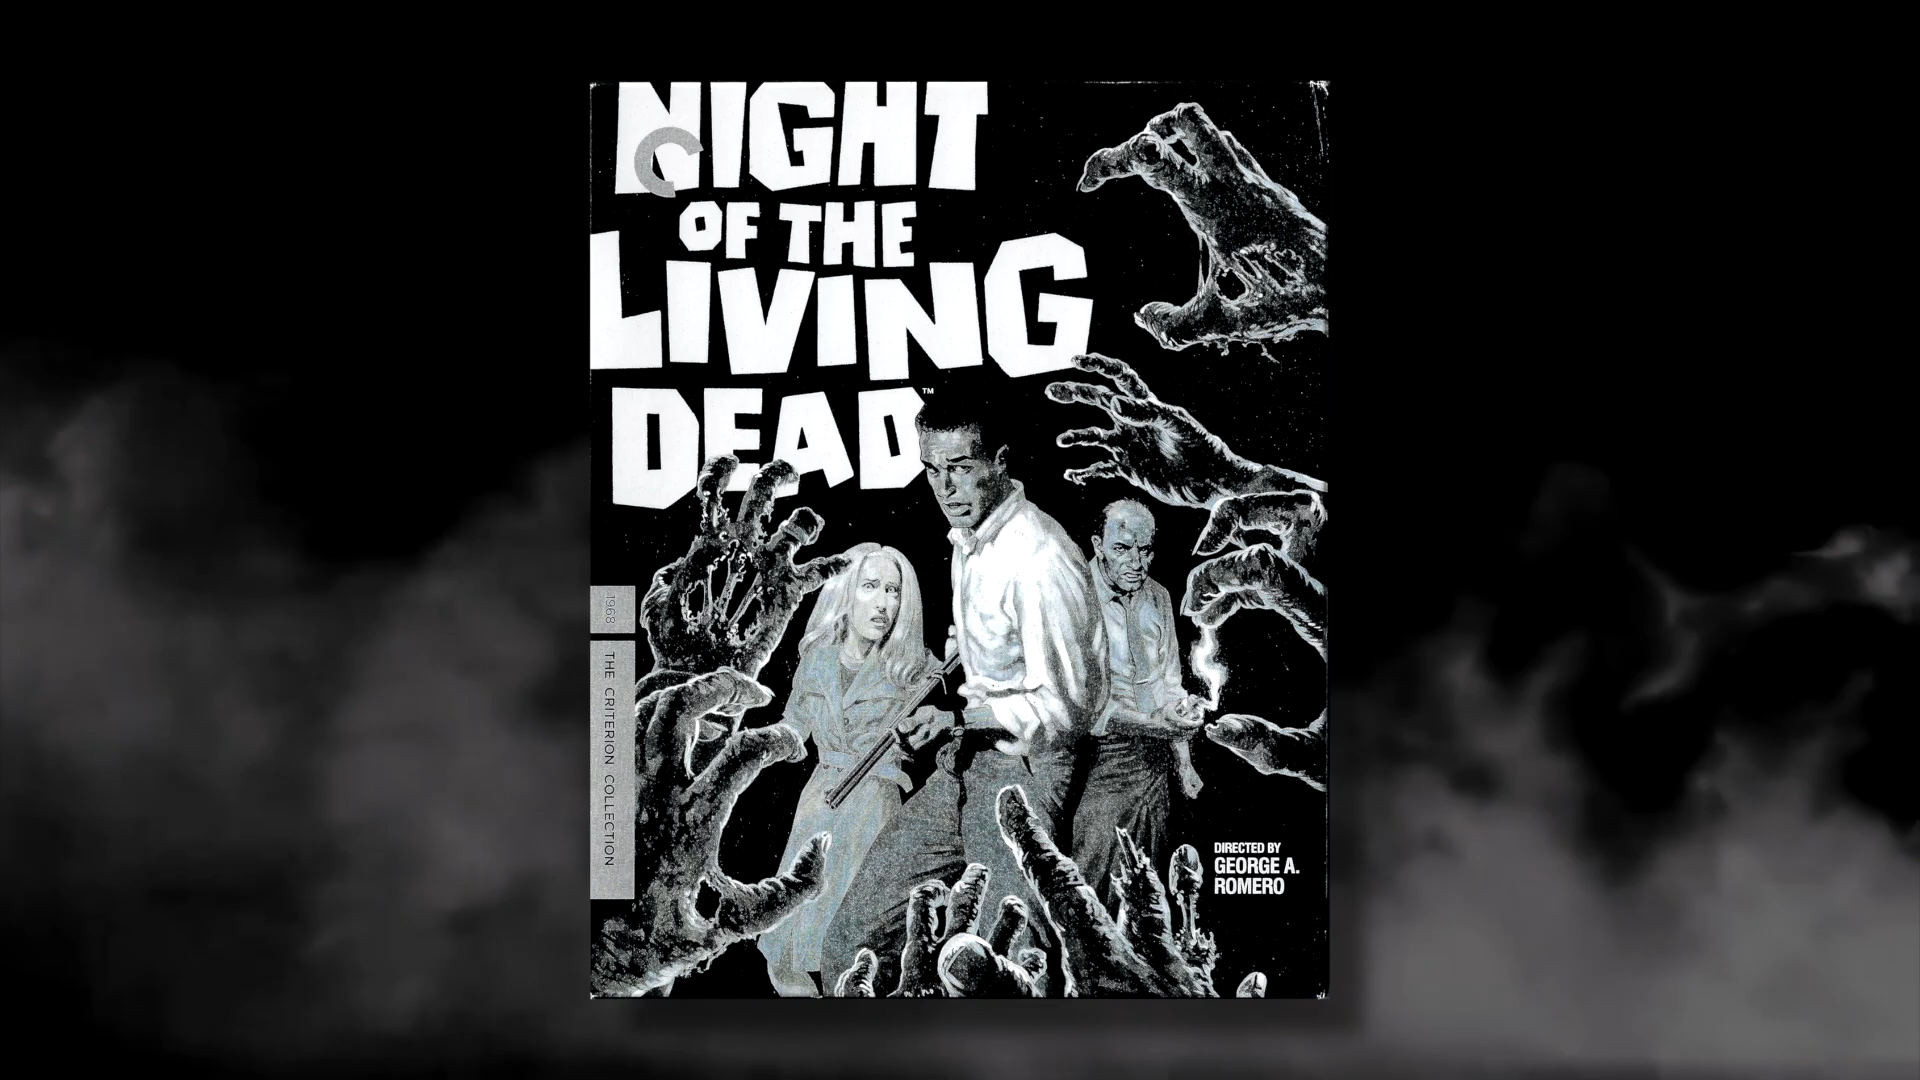 NIGHT
OF THE
LIVING
DEAD™
1968
THE CRITERION COLLECTION
DIRECTED BY
GEORGE A.
ROMERO